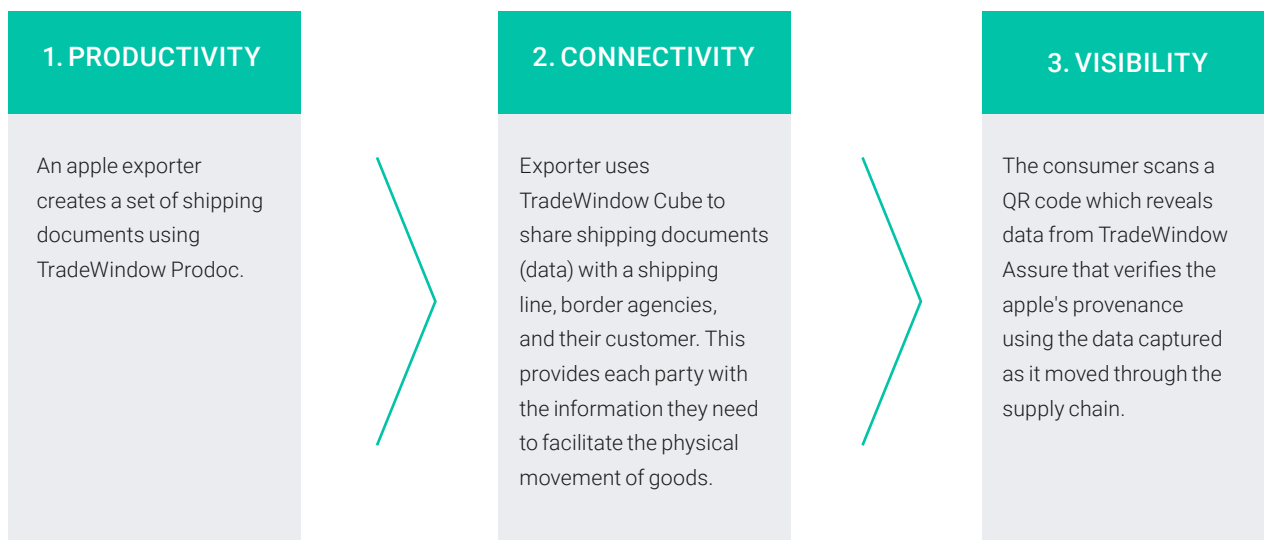 1. PRODUCTIVITY
An apple exporter
creates a set of shipping
documents using
TradeWindow Prodoc.
2. CONNECTIVITY
Exporter uses
TradeWindow Cube to
share shipping documents
(data) with a shipping
line, border agencies,
and their customer. This
provides each party with
the information they need
to facilitate the physical
movement of goods.
3. VISIBILITY
The consumer scans a
QR code which reveals
data from TradeWindow
Assure that verifies the
apple's provenance
using the data captured
as it moved through the
supply chain.